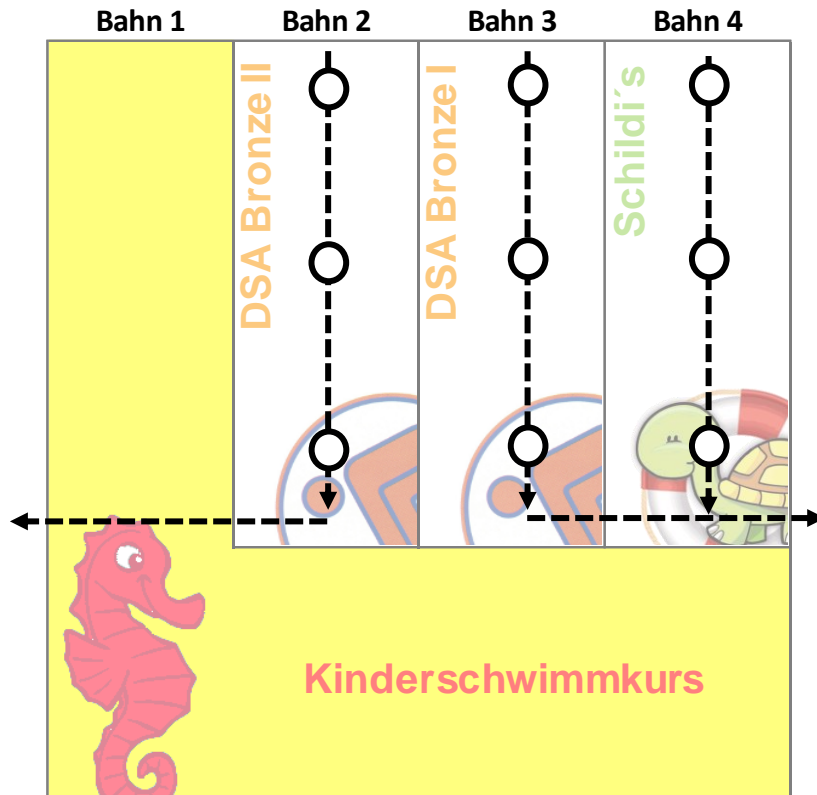 Bahn 1
Bahn 2
Bahn 3
Bahn 4
DSA Bronze II
DSA Bronze I
Schildi´s
Kinderschwimmkurs